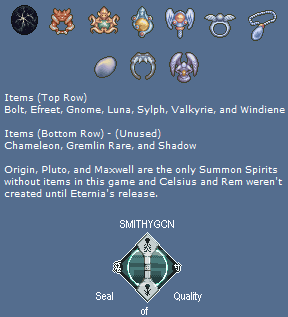 Items (Top Row)
Bolt, Efreet, Gnome, Luna, Sylph, Valkyrie, and Windiene
Items (Bottom Row) - (Unused)
Chameleon, Gremlin Rare, and Shadow
Origin, Pluto, and Maxwell are the only Summon Spirits
without items in this game and Celsius and Rem weren't
created until Eternia's release.
SMITHYGCN
Seal Quality
of